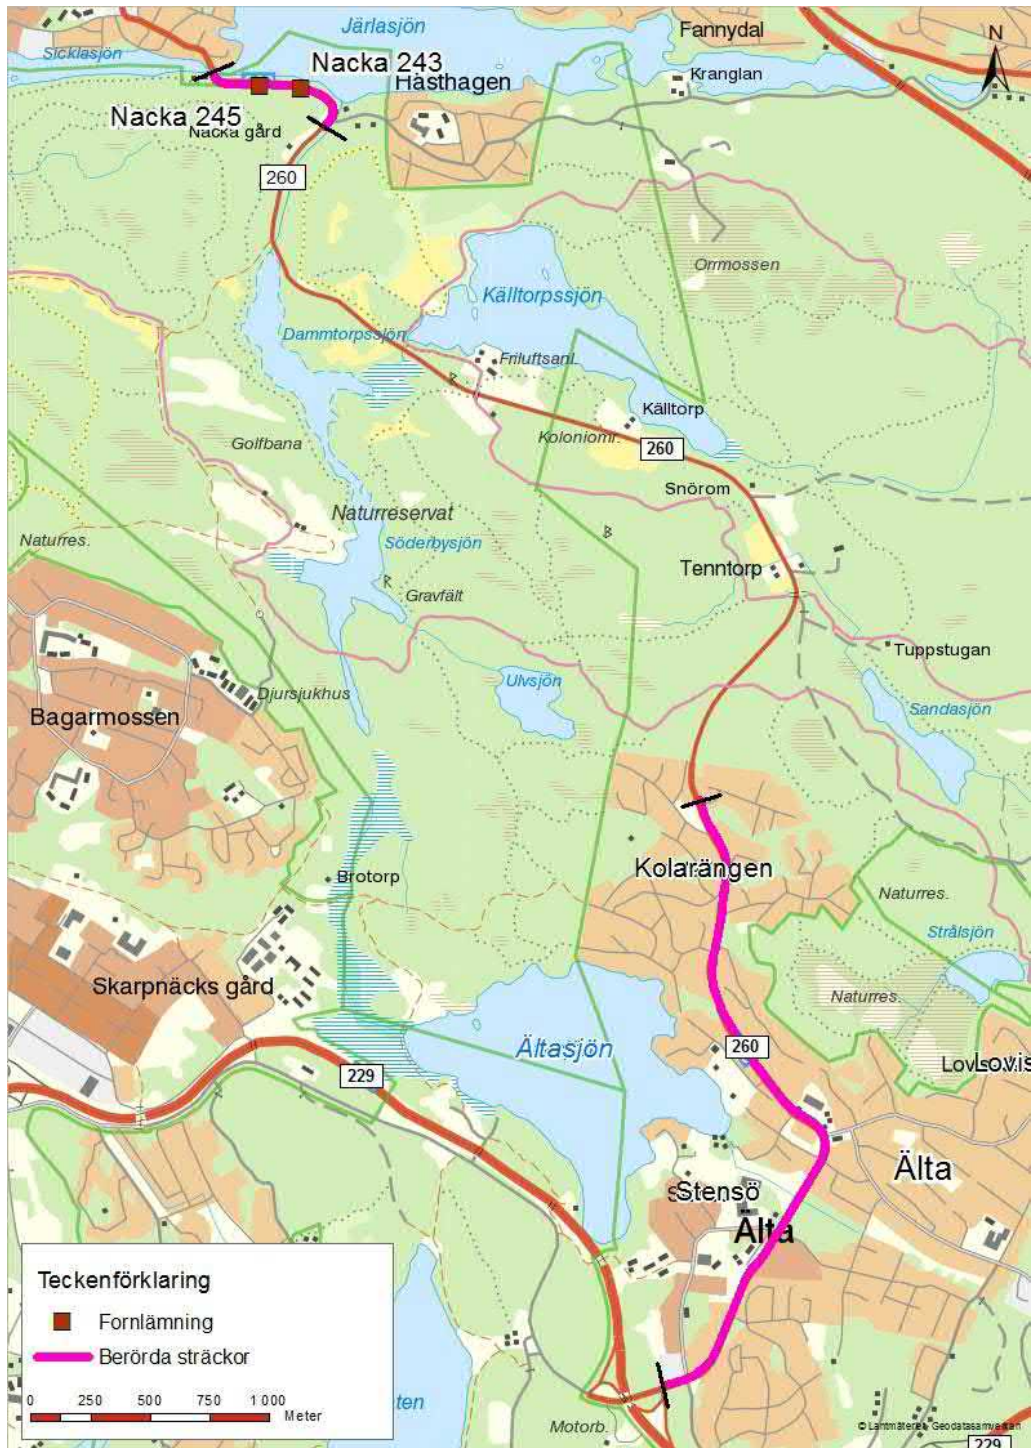 Järlasjön
Fannydal
N
Sicklasjön
Nacka 243
Hästhagen
Kranglan
Nacka 245
Nacka gård
260
Orrmossen
Källtorpssjön
Dammtorpssjön
Friluftsanl.
Källtorp
Golfbana
Koloniomr.
260
Snörom
Naturreservat
Naturres.
Söderbysjön
Tenntorp
Gravfält
Tuppstugan
Ulvsjön
Djursjukhus
Sandasjön
Bagarmossen
Kolarängen
Brotorp
Naturres.
Strålsjön
Skarpnäcks gård
Naturres.
Ältasjön
260
Lovis
229
Älta
Stensö
Älta
Teckenförklaring
Fornlämning
Berörda sträckor
0 250 500 750 1 000
Meter
ten
Motorb.
© Lantmäteriet, Geodatasamverkan
229